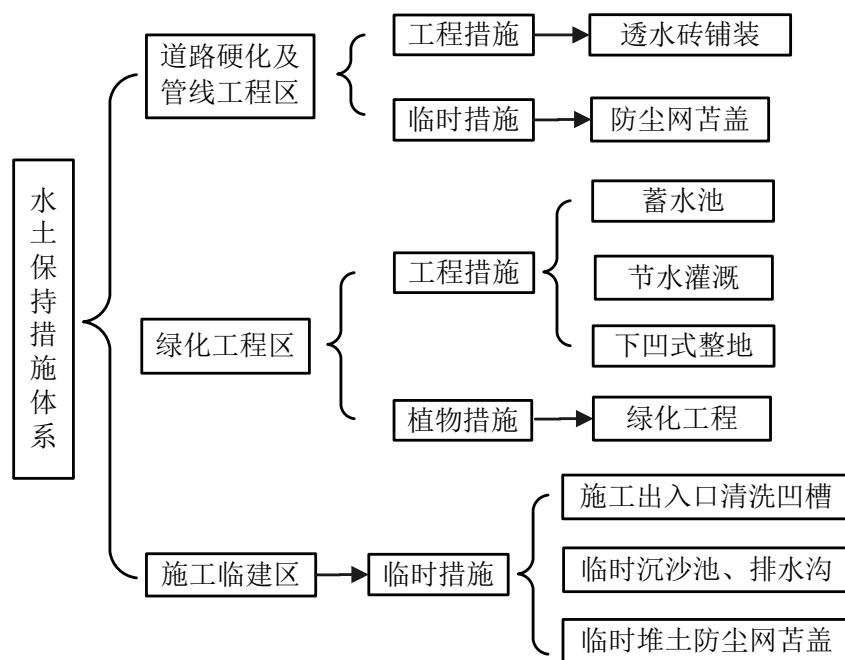 水土保持措施体系
道路硬化及
管线工程区
工程措施
透水砖铺装
临时措施
防尘网苫盖
绿化工程区
工程措施
蓄水池
节水灌溉
下凹式整地
植物措施
绿化工程
施工临建区
临时措施
施工出入口清洗凹槽
临时沉沙池、排水沟
临时堆土防尘网苫盖